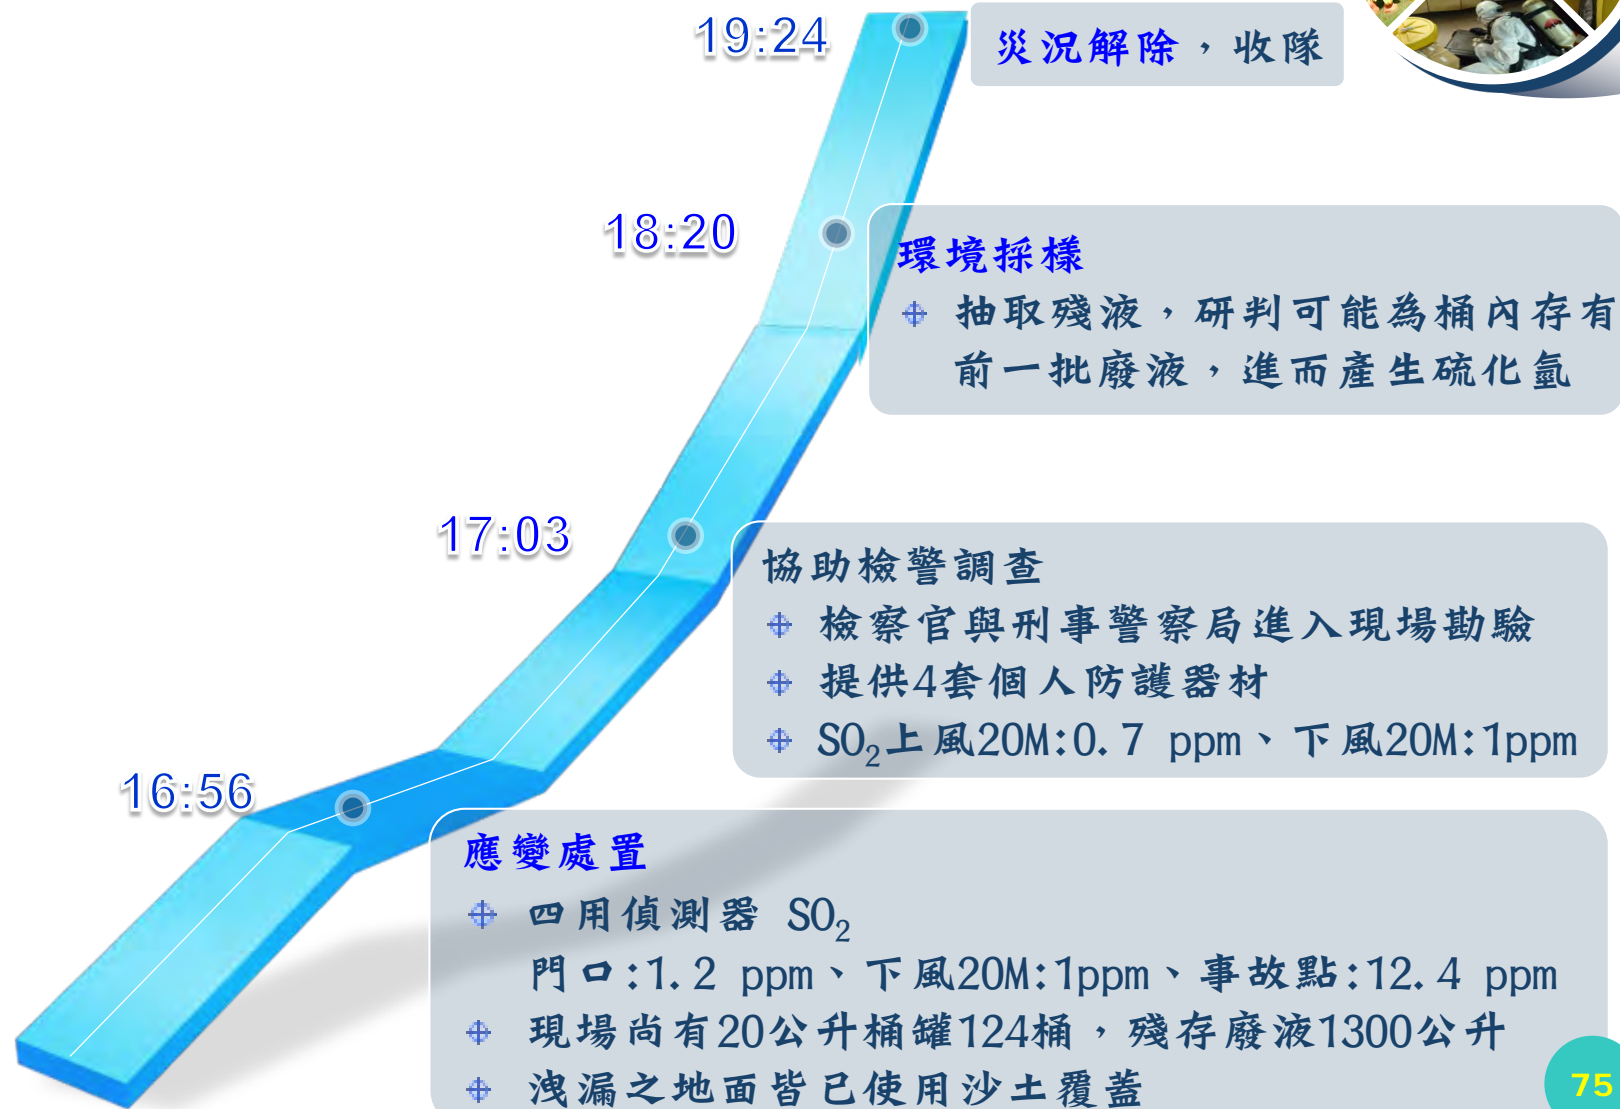 19:24
災況解除，收隊
18:20
環境採樣
抽取殘液，研判可能為桶內存有
前一批廢液，進而產生硫化氫
17:03
協助檢警調查
檢察官與刑事警察局進入現場勘驗
提供4套個人防護器材
SO₂上風20M:0.7 ppm、下風20M:1ppm
16:56
應變處置
四用偵測器 SO₂
門口:1.2 ppm、下風20M:1ppm、事故點:12.4 ppm
現場尚有20公升桶罐124桶，殘存廢液1300公升
洩漏之地面皆已使用沙土覆蓋
75